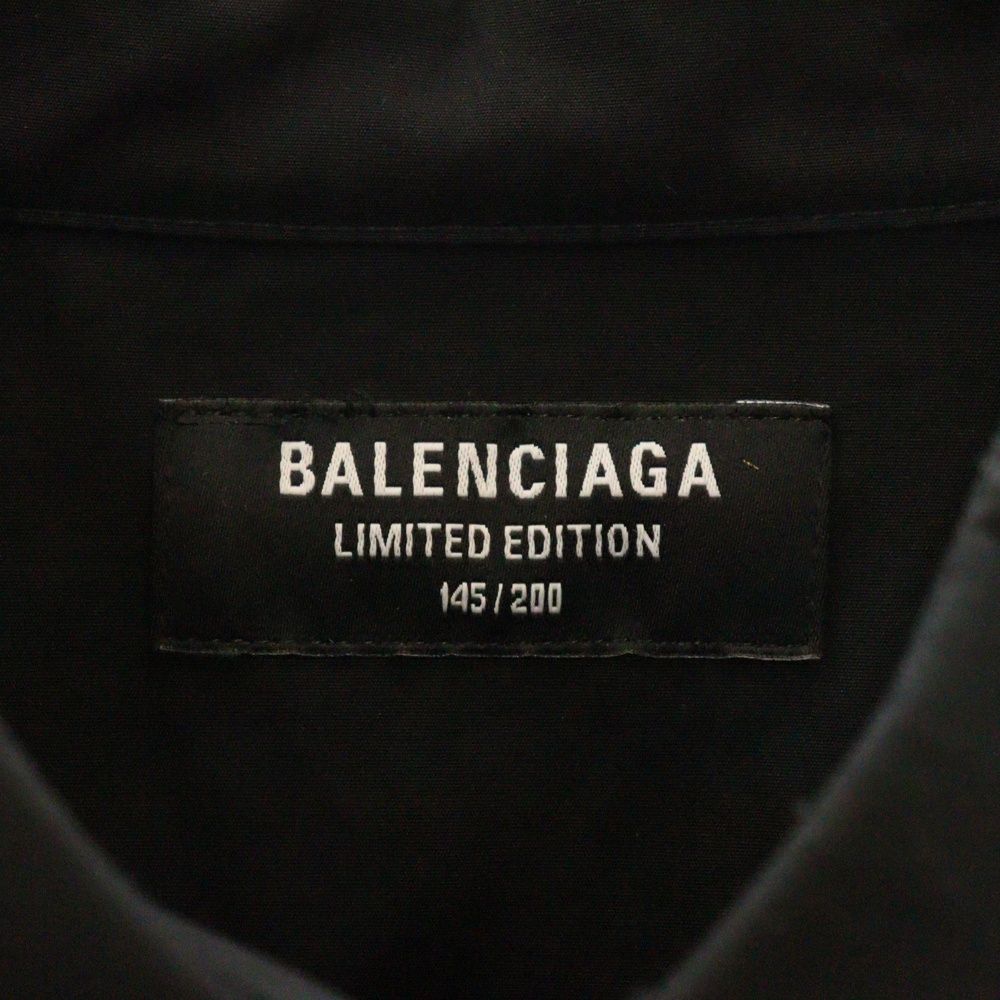 BALENCIAGA
LIMITED EDITION
145 / 200